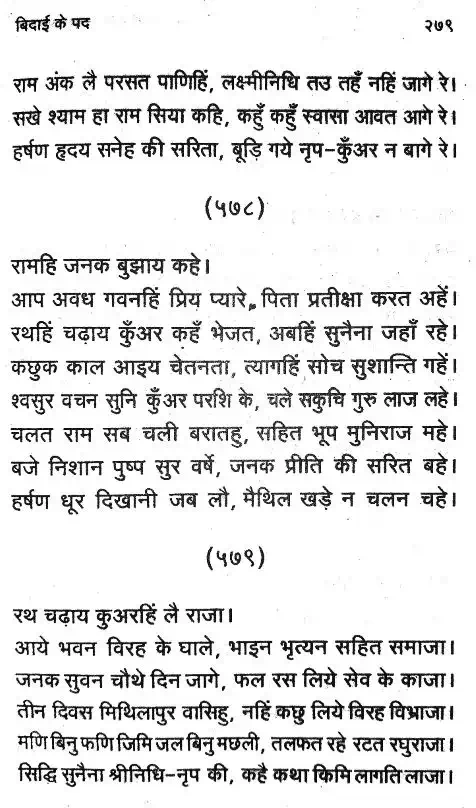 बिदाई के पद २७९
राम अंक लै परसत पाणिहिं, लक्ष्मीनिधि तउ तहँ नहिं जागे रे।
सखे श्याम हा राम सिया कहि, कहुँ कहुँ स्वासा आवत आगे रे।
हर्षण हृदय सनेह की सरिता, बूड़ि गये नृप-कुँअर न बागे रे।
(५७८)
रामहि जनक बुझाय कहे।
आप अवध गवनहिं प्रिय प्यारे, पिता प्रतीक्षा करत अहें।
रथहिं चढ़ाय कुँअर कहँ भेजत, अबहिं सुनैना जहाँ रहे।
कछुक काल आइय चेतनता, त्यागहिं सोच सुशान्ति गहें।
श्वसुर वचन सुनि कुँअर परशि के, चले सकुचि गुरु लाज लहे।
चलत राम सब चली बरातहु, सहित भूप मुनिराज महे।
बजे निशान पुष्प सुर वर्षे, जनक प्रीति की सरित बहे।
हर्षण धूर दिखानी जब लौ, मैथिल खड़े न चलन चहे।
(५७९)
रथ चढ़ाय कुअरहिं लै राजा।
आये भवन विरह के घाले, भाइन भृत्यन सहित समाजा।
जनक सुवन चौथे दिन जागे, फल रस लिये सेव के काजा।
तीन दिवस मिथिलापुर वासिहु, नहिं कछु लिये विरह विभ्राजा।
मणि बिनु फणि जिमि जल बिनु मछली, तलफत रहे रटत रघुराजा।
सिद्धि सुनैना श्रीनिधि-नृप की, कहै कथा किमि लागति लाजा।